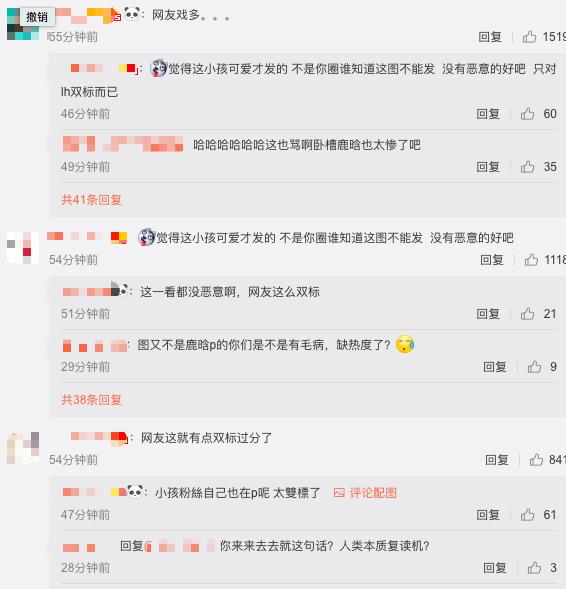 撤销
：网友戏多。。。
55分钟前 回复 1519
：觉得这小孩可爱才发的 不是你圈谁知道这图不能发 没有恶意的好吧 只对
lh双标而已
46分钟前 回复 60
哈哈哈哈哈哈这也骂啊卧槽鹿晗也太惨了吧
49分钟前 回复 35
共41条回复
觉得这小孩可爱才发的 不是你圈谁知道这图不能发 没有恶意的好吧
54分钟前 回复 1118
：这一看都没恶意啊，网友这么双标
51分钟前 回复 21
：图又不是鹿晗p的你们是不是有毛病，缺热度了？
29分钟前 回复 9
共38条回复
：网友这就有点双标过分了
54分钟前 回复 841
：小孩粉絲自己也在p呢 太雙標了 评论配图
47分钟前 回复 61
回复 你来来去去就这句话？人类本质复读机？
28分钟前 回复 3